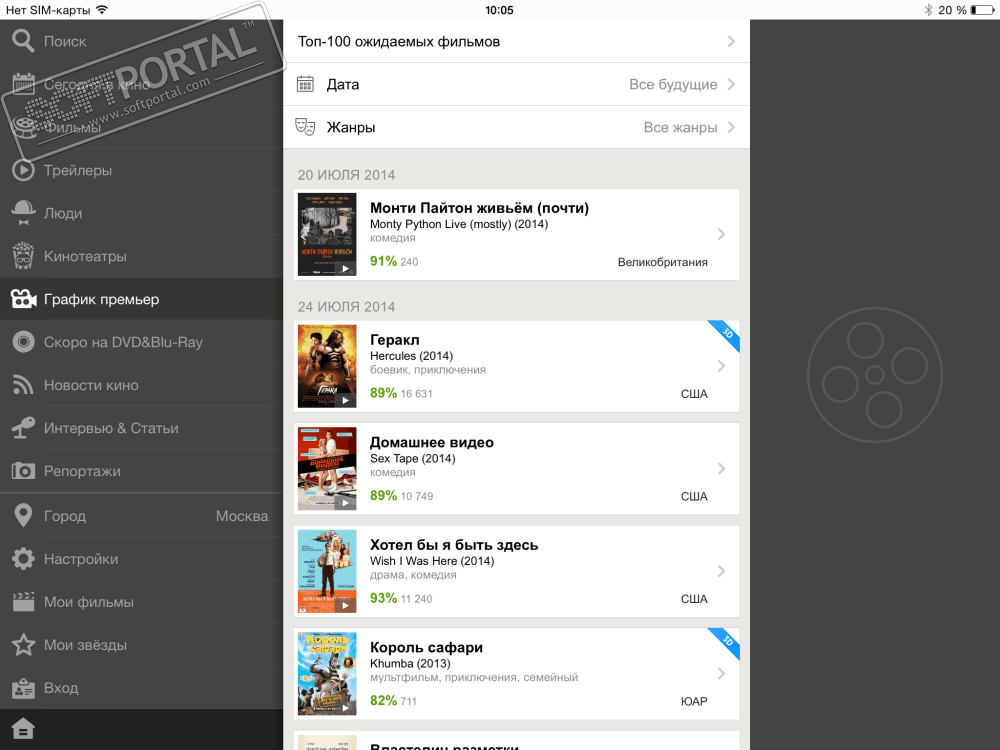 Нет SIM-карты
10:05
20 %
SOFTPORTAL™
www.softportal.com
Поиск
Сегодня в кино
Фильмы
Трейлеры
Люди
Кинотеатры
График премьер
Скоро на DVD&Blu-Ray
Новости кино
Интервью & Статьи
Репортажи
Город Москва
Настройки
Мои фильмы
Мои звёзды
Вход
Топ-100 ожидаемых фильмов
Дата Все будущие
Жанры Все жанры
20 ИЮЛЯ 2014
Монти Пайтон живьём (почти)
Monty Python Live (mostly) (2014)
комедия
91% 240 Великобритания
24 ИЮЛЯ 2014
3D
Геракл
Hercules (2014)
боевик, приключения
89% 16 631 США
Домашнее видео
Sex Tape (2014)
комедия
89% 10 749 США
Хотел бы я быть здесь
Wish I Was Here (2014)
драма, комедия
93% 11 240 США
3D
Король сафари
Khumba (2013)
мультфильм, приключения, семейный
82% 711 ЮАР
Властелин разметки